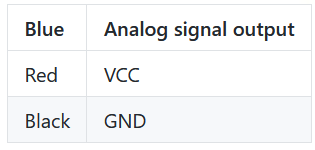 Blue Analog signal output
Red VCC
Black GND